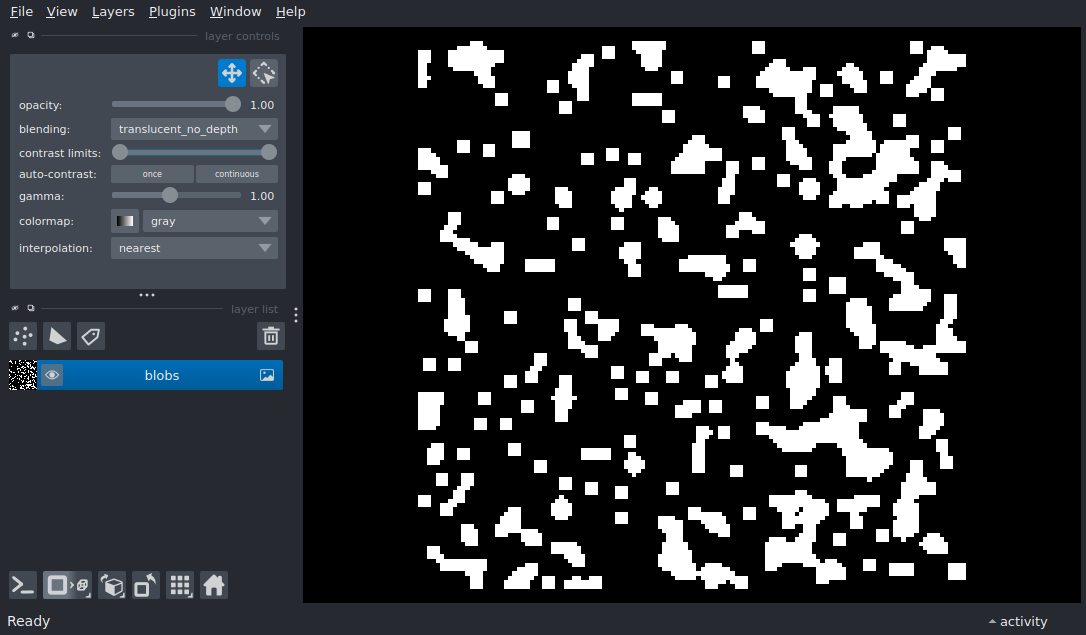 File View Layers Plugins Window Help
layer controls
opacity: 1.00
blending: translucent_no_depth
contrast limits:
auto-contrast: once continuous
gamma: 1.00
colormap: gray
interpolation: nearest
layer list
blobs
Ready
activity